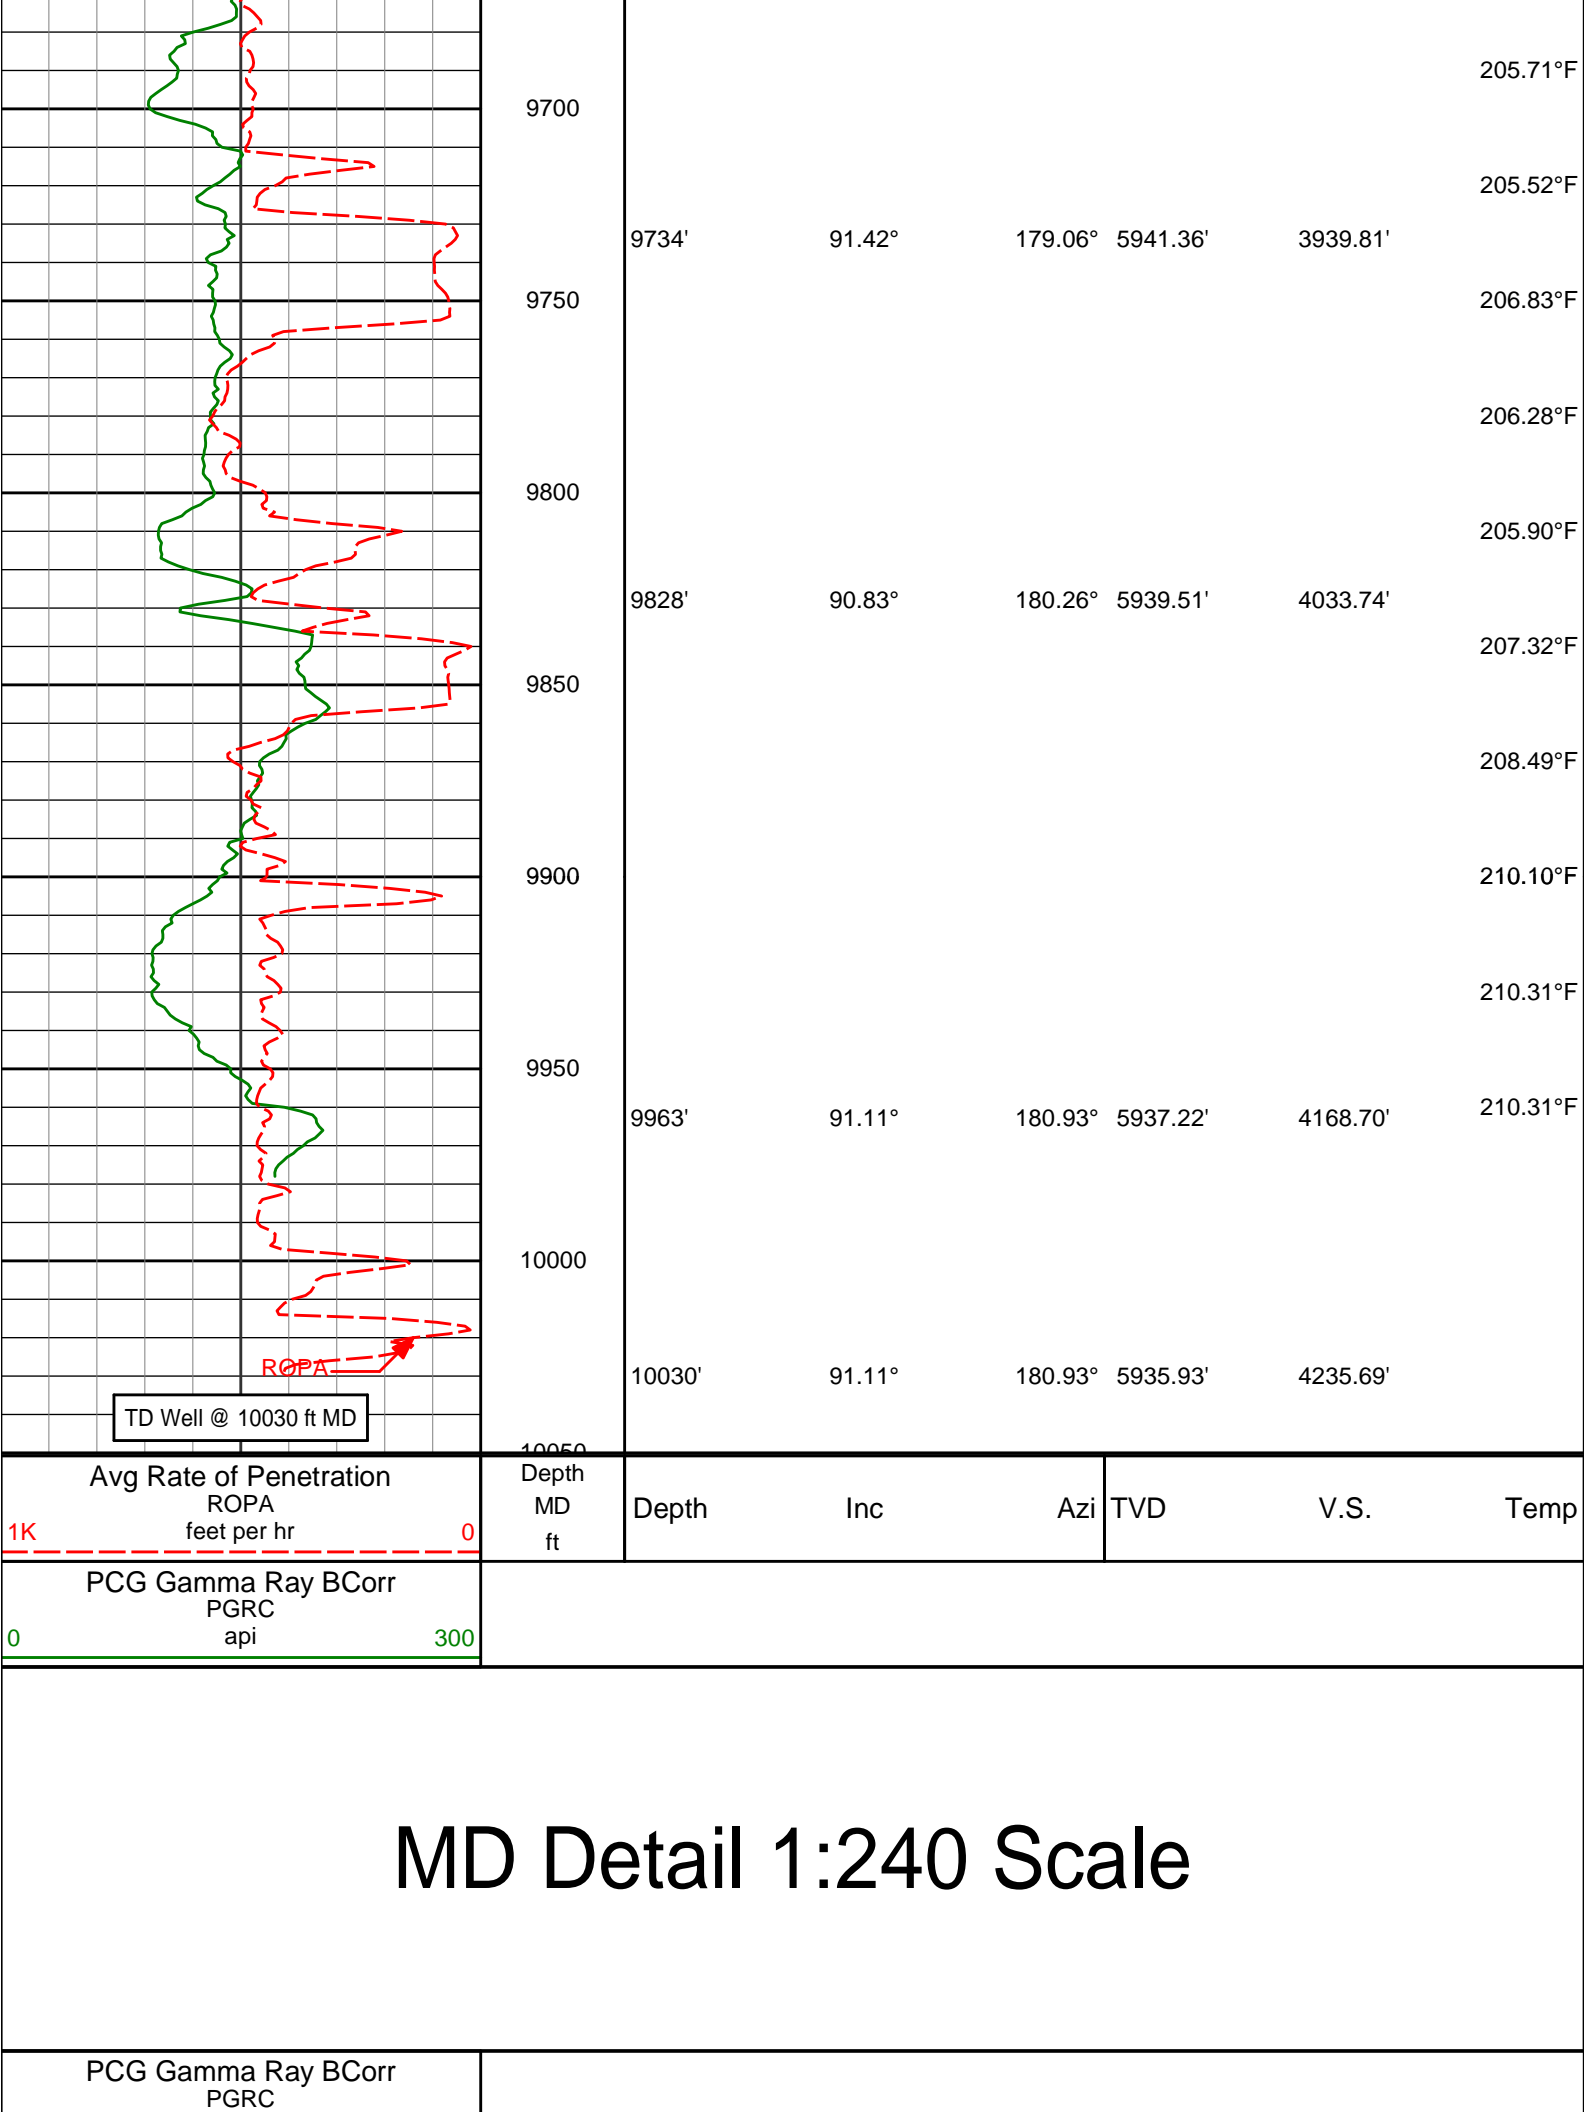 205.71°F
9700
205.52°F
9734' 91.42° 179.06° 5941.36' 3939.81'
9750 206.83°F
206.28°F
9800
205.90°F
9828' 90.83° 180.26° 5939.51' 4033.74'
207.32°F
9850
208.49°F
9900 210.10°F
210.31°F
9950
9963' 91.11° 180.93° 5937.22' 4168.70' 210.31°F
10000
ROPA
10030' 91.11° 180.93° 5935.93' 4235.69'
TD Well @ 10030 ft MD
10050
Avg Rate of Penetration
ROPA
1K feet per hr 0
Depth
MD
ft
Depth Inc Azi TVD V.S. Temp
PCG Gamma Ray BCorr
PGRC
0 api 300
MD Detail 1:240 Scale
PCG Gamma Ray BCorr
PGRC